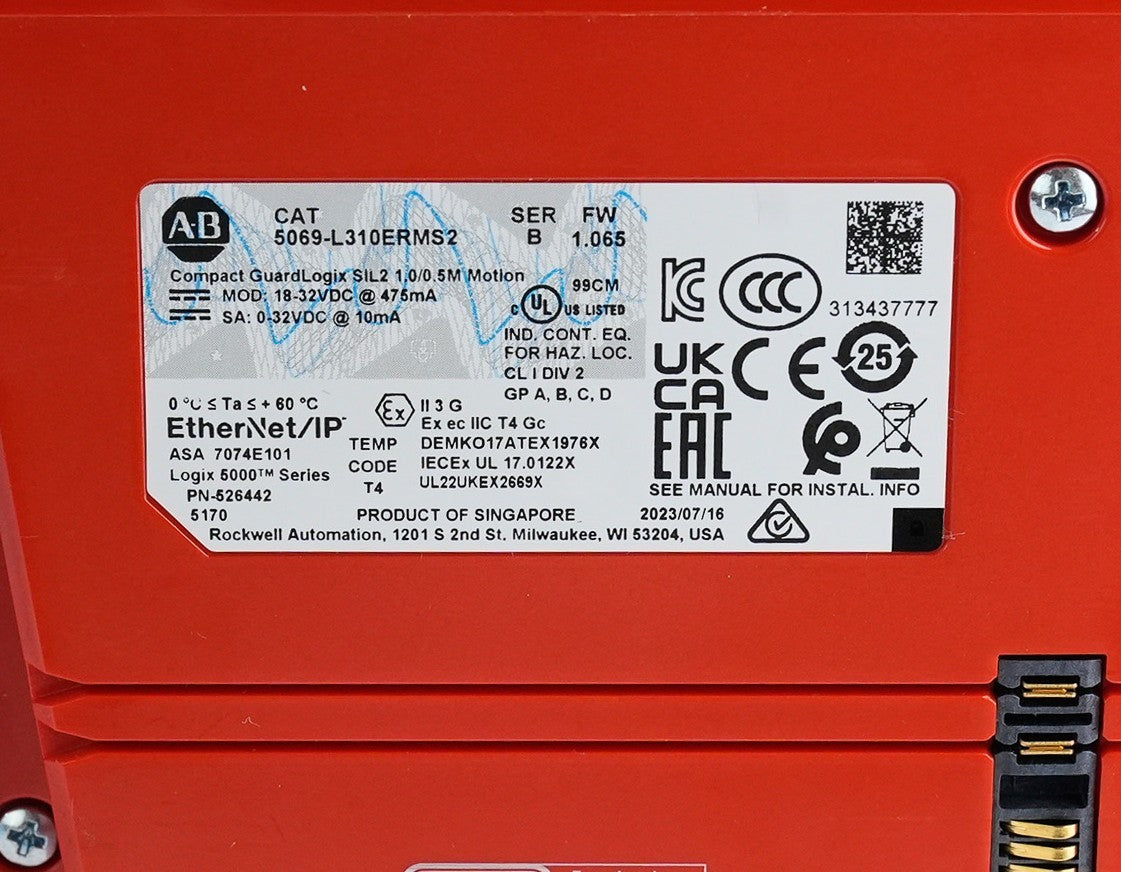 A·B
CAT
5069-L310ERMS2
SER
B
FW
1.065
Compact GuardLogix SIL2 1.0/0.5M Motion
MOD: 18-32VDC @ 475mA
SA: 0-32VDC @ 10mA
99CM
C UL US LISTED
IND. CONT. EQ.
FOR HAZ. LOC.
CL I DIV 2
GP A, B, C, D
KC
CCC
313437777
UK
CA
CE
25
EAC
0 °C ≤ Ta ≤ + 60 °C
EtherNet/IP™
ASA 7074E101
Logix 5000™ Series
PN-526442
5170
TEMP
CODE
T4
Ex
II 3 G
Ex ec IIC T4 Gc
DEMKO17ATEX1976X
IECEx UL 17.0122X
UL22UKEX2669X
SEE MANUAL FOR INSTAL. INFO
PRODUCT OF SINGAPORE
2023/07/16
Rockwell Automation, 1201 S 2nd St. Milwaukee, WI 53204, USA